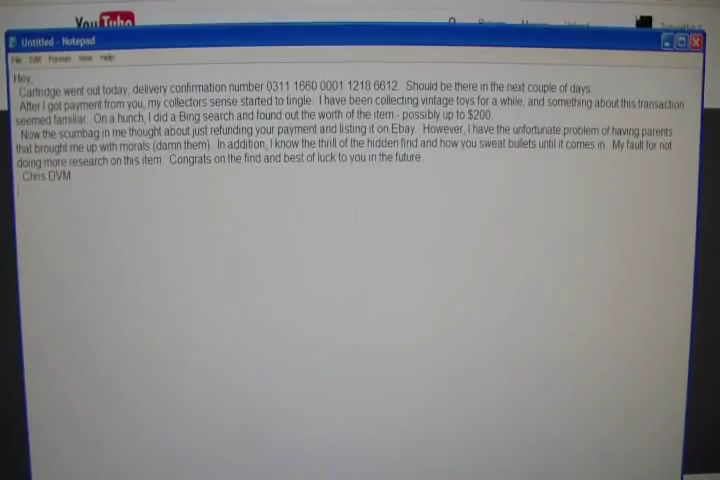 YouTube
Untitled - Notepad
File Edit Format View Help
Hey,
Cartridge went out today, delivery confirmation number 0311 1660 0001 1218 6612. Should be there in the next couple of days.
After I got payment from you, my collectors sense started to tingle. I have been collecting vintage toys for a while, and something about this transaction
seemed familiar. On a hunch, I did a Bing search and found out the worth of the item - possibly up to $200.
Now the scumbag in me thought about just refunding your payment and listing it on Ebay. However, I have the unfortunate problem of having parents
that brought me up with morals (damn them). In addition, I know the thrill of the hidden find and how you sweat bullets until it comes in. My fault for not
doing more research on this item. Congrats on the find and best of luck to you in the future.
Chris DVM